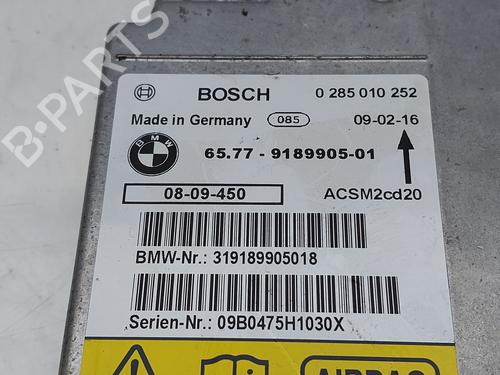 B-PARTS
BOSCH 0 285 010 252
Made in Germany 085 09-02-16
BMW 65.77 - 9189905-01
08-09-450 ACSM2cd20
BMW-Nr.: 319189905018
Serien-Nr.: 09B0475H1030X
AIRBAG